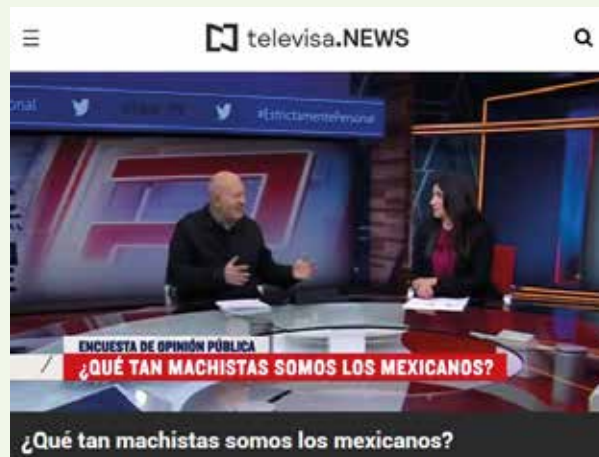 televisa.NEWS
onal
#EstrictamentePersonal
ENCUESTA DE OPINIÓN PÚBLICA
¿QUÉ TAN MACHISTAS SOMOS LOS MEXICANOS?
¿Qué tan machistas somos los mexicanos?